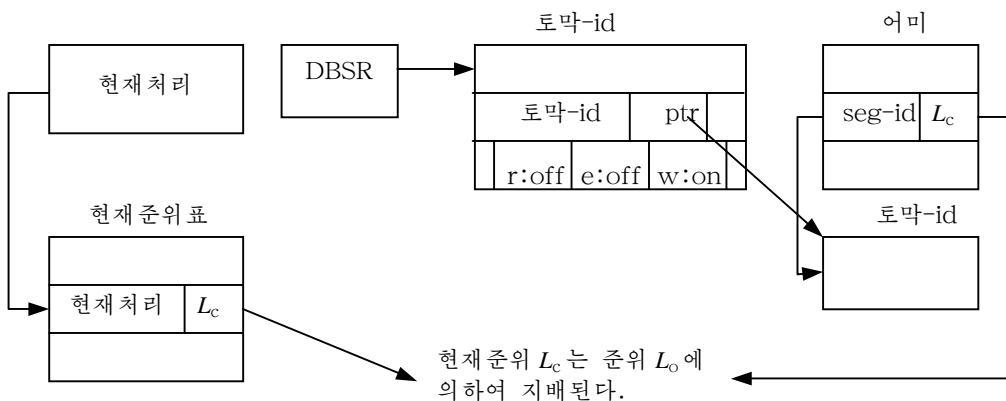 토막-id
어미
현재처리
DBSR
토막-id
ptr
seg-id
Lc
r:off
e:off
w:on
현재준위표
토막-id
현재처리
Lc
현재준위 Lc는 준위 Lo에
의하여 지배된다.